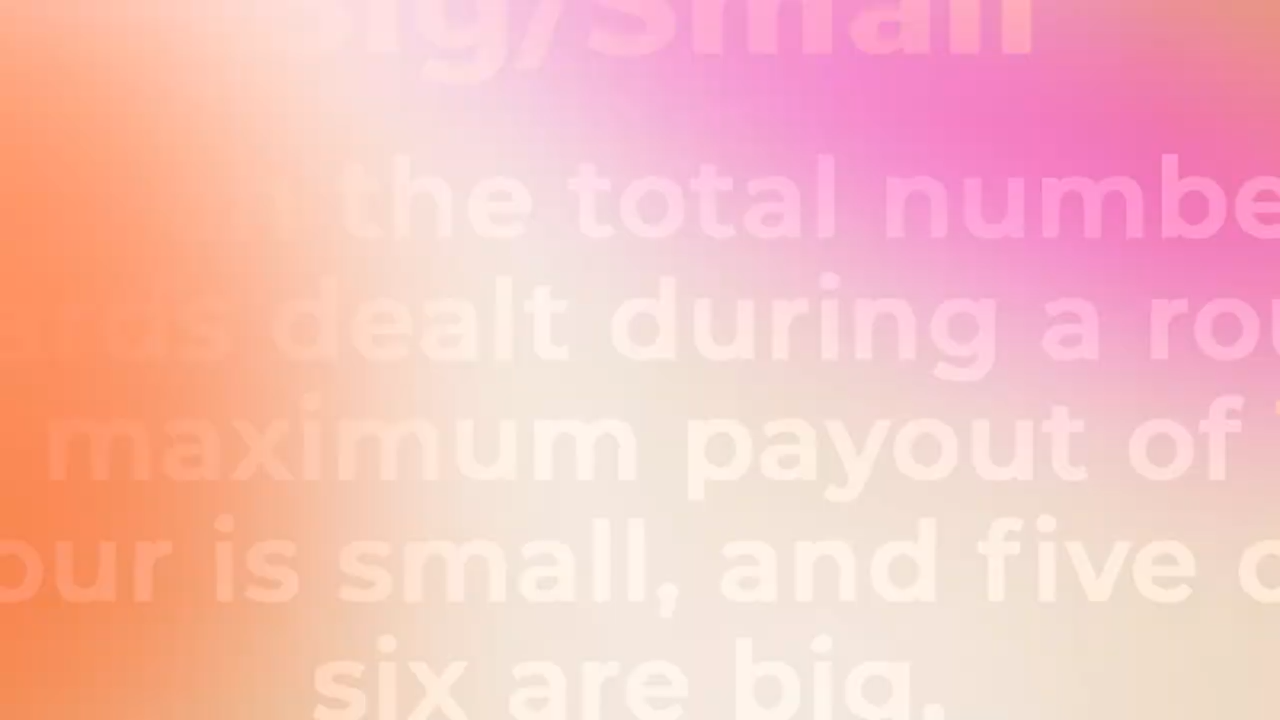 Big/Small
the total numbe
ds dealt during a rou
maximum payout of
our is small, and five o
six are big.